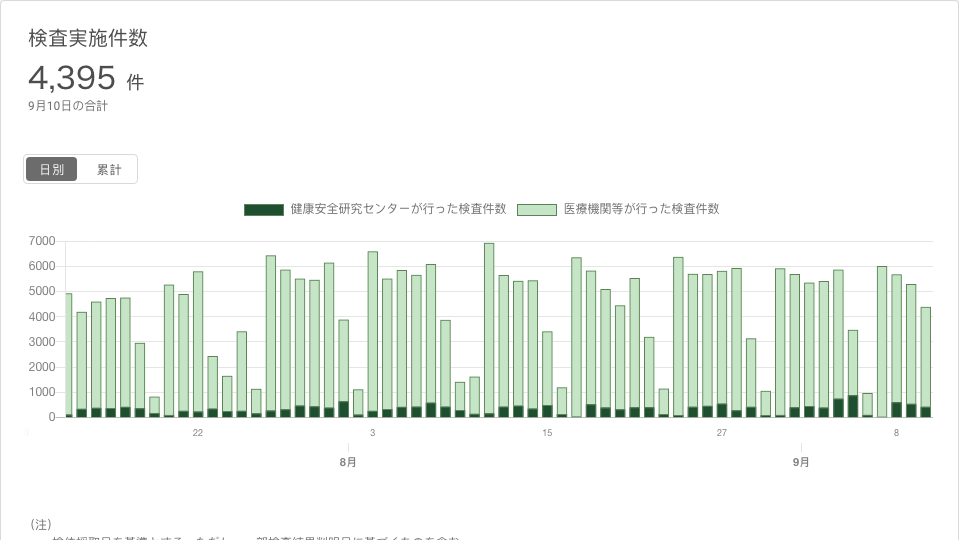 検査実施件数
4,395 件
9月10日の合計
日別 累計
健康安全研究センターが行った検査件数 医療機関等が行った検査件数
7000
6000
5000
4000
3000
2000
1000
0
22 3 15 27 8
8月 9月
（注）